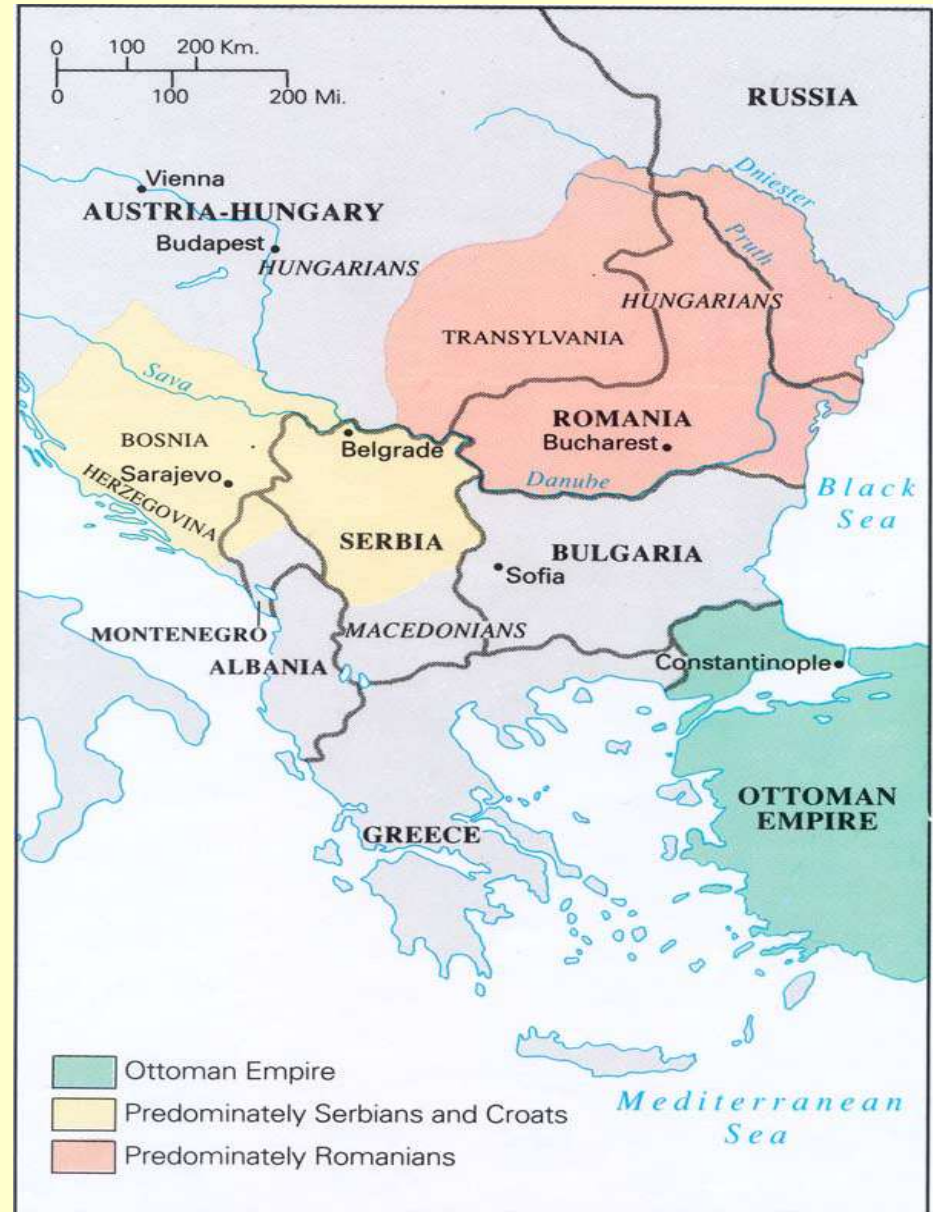 0 100 200 Km.
0 100 200 Mi.
RUSSIA
Dniester
Vienna
AUSTRIA-HUNGARY
Pruth
Budapest
HUNGARIANS
HUNGARIANS
TRANSYLVANIA
Sava
ROMANIA
BOSNIA
Belgrade
Bucharest
Sarajevo
Danube
HERZEGOVINA
Black
Sea
SERBIA
BULGARIA
Sofia
MONTENEGRO
MACEDONIANS
ALBANIA
Constantinople
OTTOMAN
EMPIRE
GREECE
Ottoman Empire
Predominately Serbians and Croats
Predominately Romanians
Mediterranean
Sea